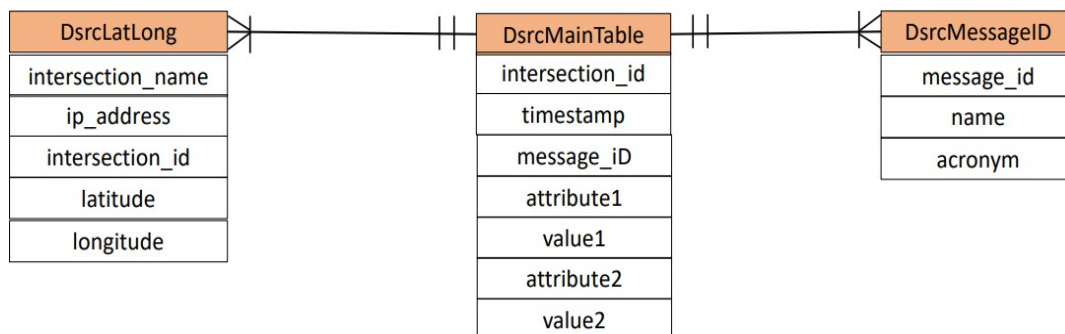 DsrcLatLong
intersection_name
ip_address
intersection_id
latitude
longitude
DsrcMainTable
intersection_id
timestamp
message_iD
attribute1
value1
attribute2
value2
DsrcMessageID
message_id
name
acronym